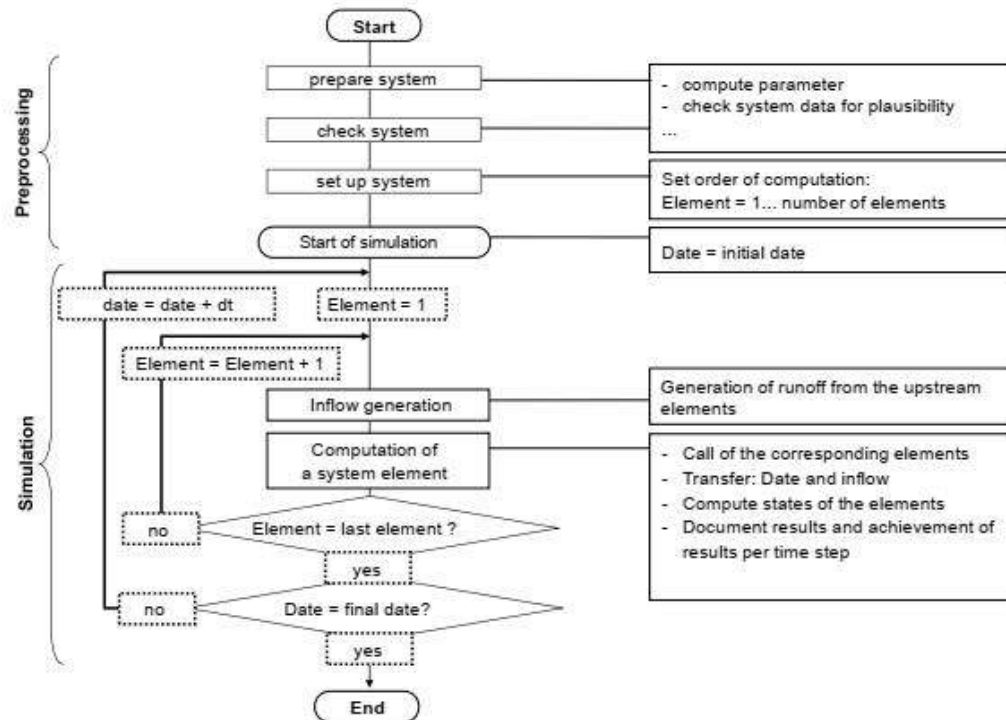 Start
Preprocessing
prepare system
- compute parameter
- check system data for plausibility
...
check system
set up system
Set order of computation:
Element = 1... number of elements
Start of simulation
Date = initial date
Simulation
date = date + dt
Element = 1
Element = Element + 1
Inflow generation
Generation of runoff from the upstream
elements
Computation of
a system element
- Call of the corresponding elements
- Transfer: Date and inflow
- Compute states of the elements
- Document results and achievement of
results per time step
no
Element = last element ?
yes
no
Date = final date?
yes
End